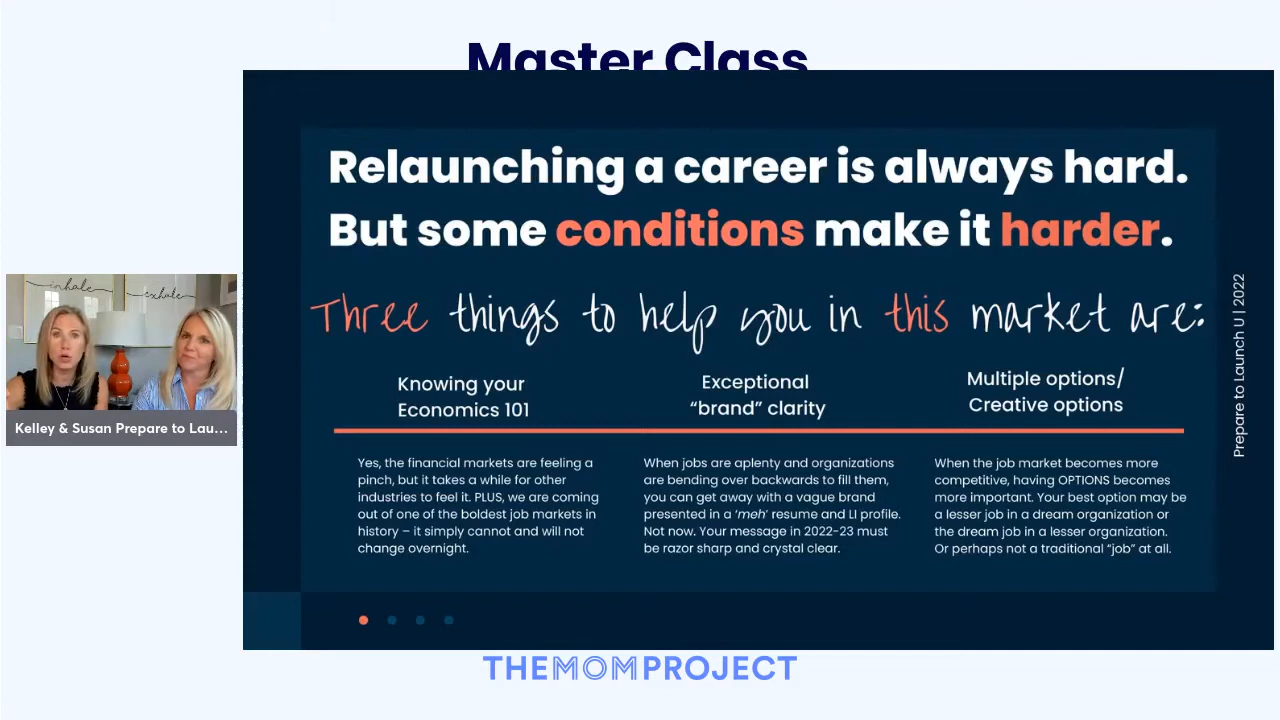 Master Class
Relaunching a career is always hard.
But some conditions make it harder.
Three things to help you in this market are:
Knowing your
Economics 101
Yes, the financial markets are feeling a
pinch, but it takes a while for other
industries to feel it. PLUS, we are coming
out of one of the boldest job markets in
history – it simply cannot and will not
change overnight.
Exceptional
“brand” clarity
When jobs are aplenty and organizations
are bending over backwards to fill them,
you can get away with a vague brand
presented in a ‘meh’ resume and LI profile.
Not now. Your message in 2022-23 must
be razor sharp and crystal clear.
Multiple options/
Creative options
When the job market becomes more
competitive, having OPTIONS becomes
more important. Your best option may be
a lesser job in a dream organization or
the dream job in a lesser organization.
Or perhaps not a traditional “job” at all.
Prepare to Launch U | 2022
inhale
exhale
Kelley & Susan Prepare to Lau...
THEMOMPROJECT